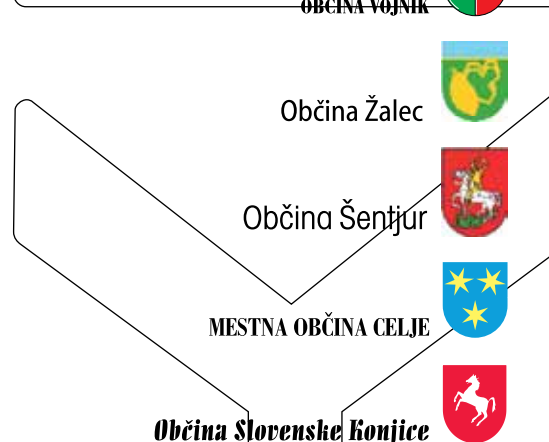 OBČINA VOJNIK
Občina Žalec
Občina Šentjur
MESTNA OBČINA CELJE
Občina Slovenske Konjice